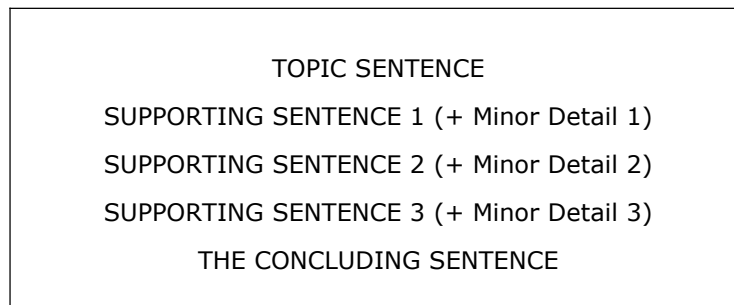 TOPIC SENTENCE
SUPPORTING SENTENCE 1 (+ Minor Detail 1)
SUPPORTING SENTENCE 2 (+ Minor Detail 2)
SUPPORTING SENTENCE 3 (+ Minor Detail 3)
THE CONCLUDING SENTENCE